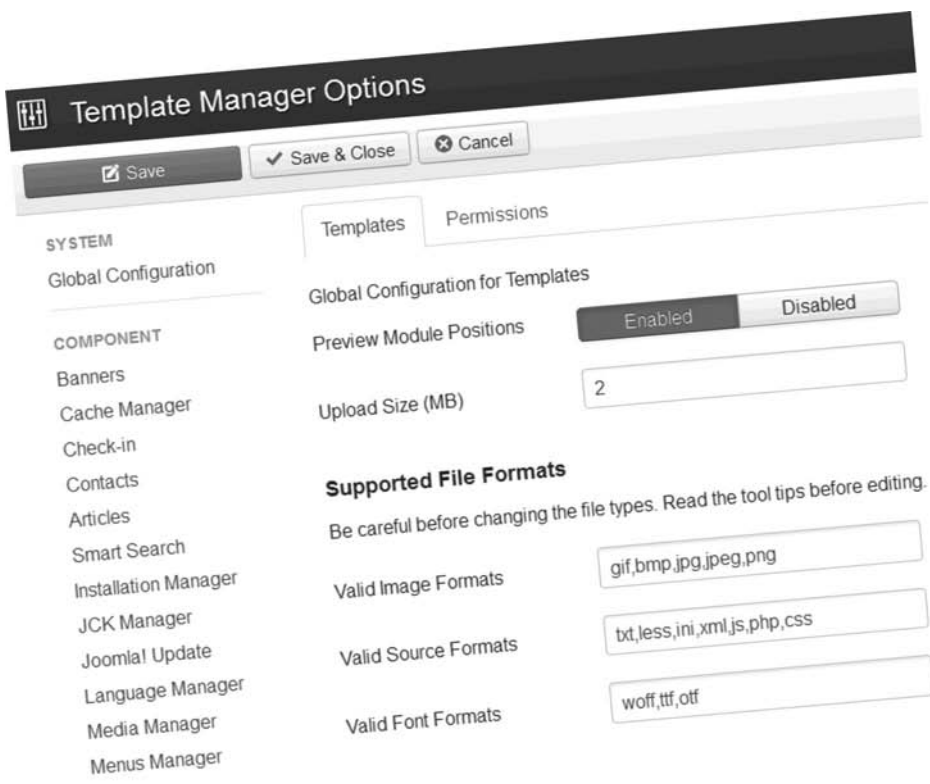 Template Manager Options
Save
Save & Close
Cancel
SYSTEM
Global Configuration
COMPONENT
Banners
Cache Manager
Check-in
Contacts
Articles
Smart Search
Installation Manager
JCK Manager
Joomla! Update
Language Manager
Media Manager
Menus Manager
Templates
Permissions
Global Configuration for Templates
Preview Module Positions
Enabled
Disabled
Upload Size (MB)
2
Supported File Formats
Be careful before changing the file types. Read the tool tips before editing.
Valid Image Formats
gif,bmp,jpg,jpeg,png
Valid Source Formats
txt,less,ini,xml,js,php,css
Valid Font Formats
woff,ttf,otf